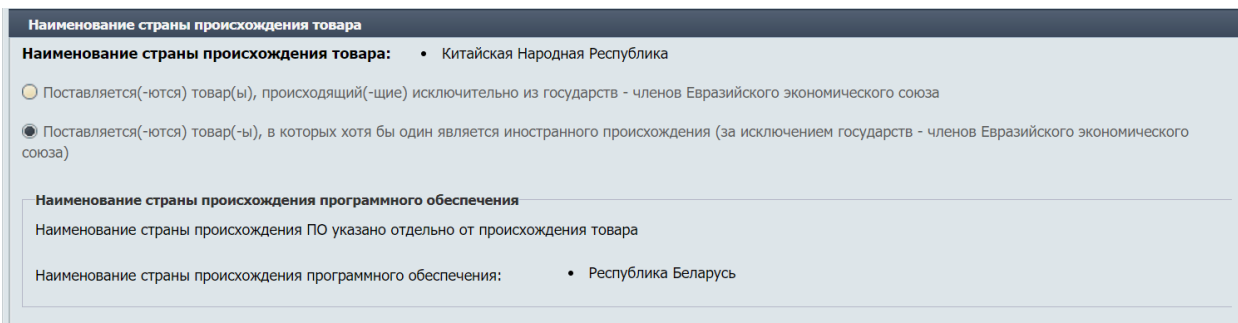 Наименование страны происхождения товара
Наименование страны происхождения товара: • Китайская Народная Республика
Поставляется(-ются) товар(ы), происходящий(-щие) исключительно из государств - членов Евразийского экономического союза
Поставляется(-ются) товар(-ы), в которых хотя бы один является иностранного происхождения (за исключением государств - членов Евразийского экономического
союза)
Наименование страны происхождения программного обеспечения
Наименование страны происхождения ПО указано отдельно от происхождения товара
Наименование страны происхождения программного обеспечения: • Республика Беларусь